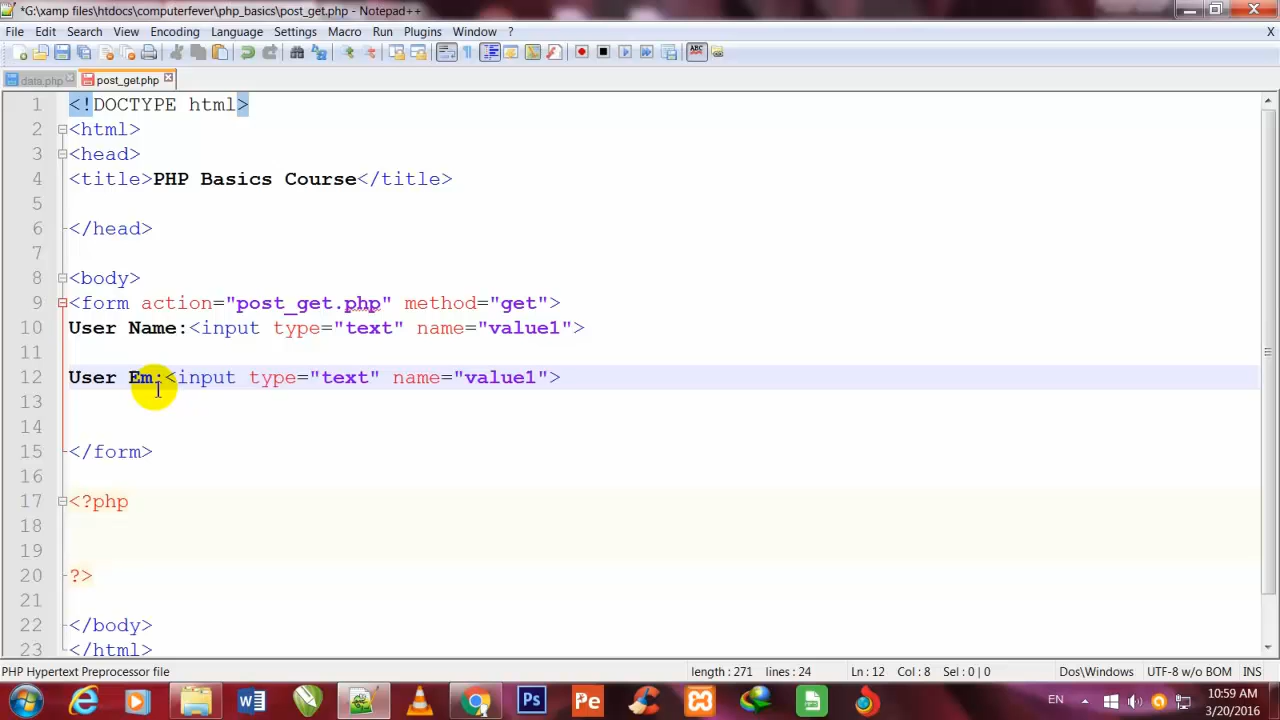 *G:\xamp files\htdocs\computerfever\php_basics\post_get.php - Notepad++
File Edit Search View Encoding Language Settings Macro Run Plugins Window ? X
data.php post_get.php
1 <!DOCTYPE html>
2 <html>
3 <head>
4 <title>PHP Basics Course</title>
5
6 </head>
7
8 <body>
9 <form action="post_get.php" method="get">
10 User Name:<input type="text" name="value1">
11
12 User Em:<input type="text" name="value1">
13
14
15 </form>
16
17 <?php
18
19
20 ?>
21
22 </body>
23 </html>
PHP Hypertext Preprocessor file length : 271 lines : 24 Ln : 12 Col : 8 Sel : 0 | 0 Dos\Windows UTF-8 w/o BOM INS
EN 10:59 AM
3/20/2016